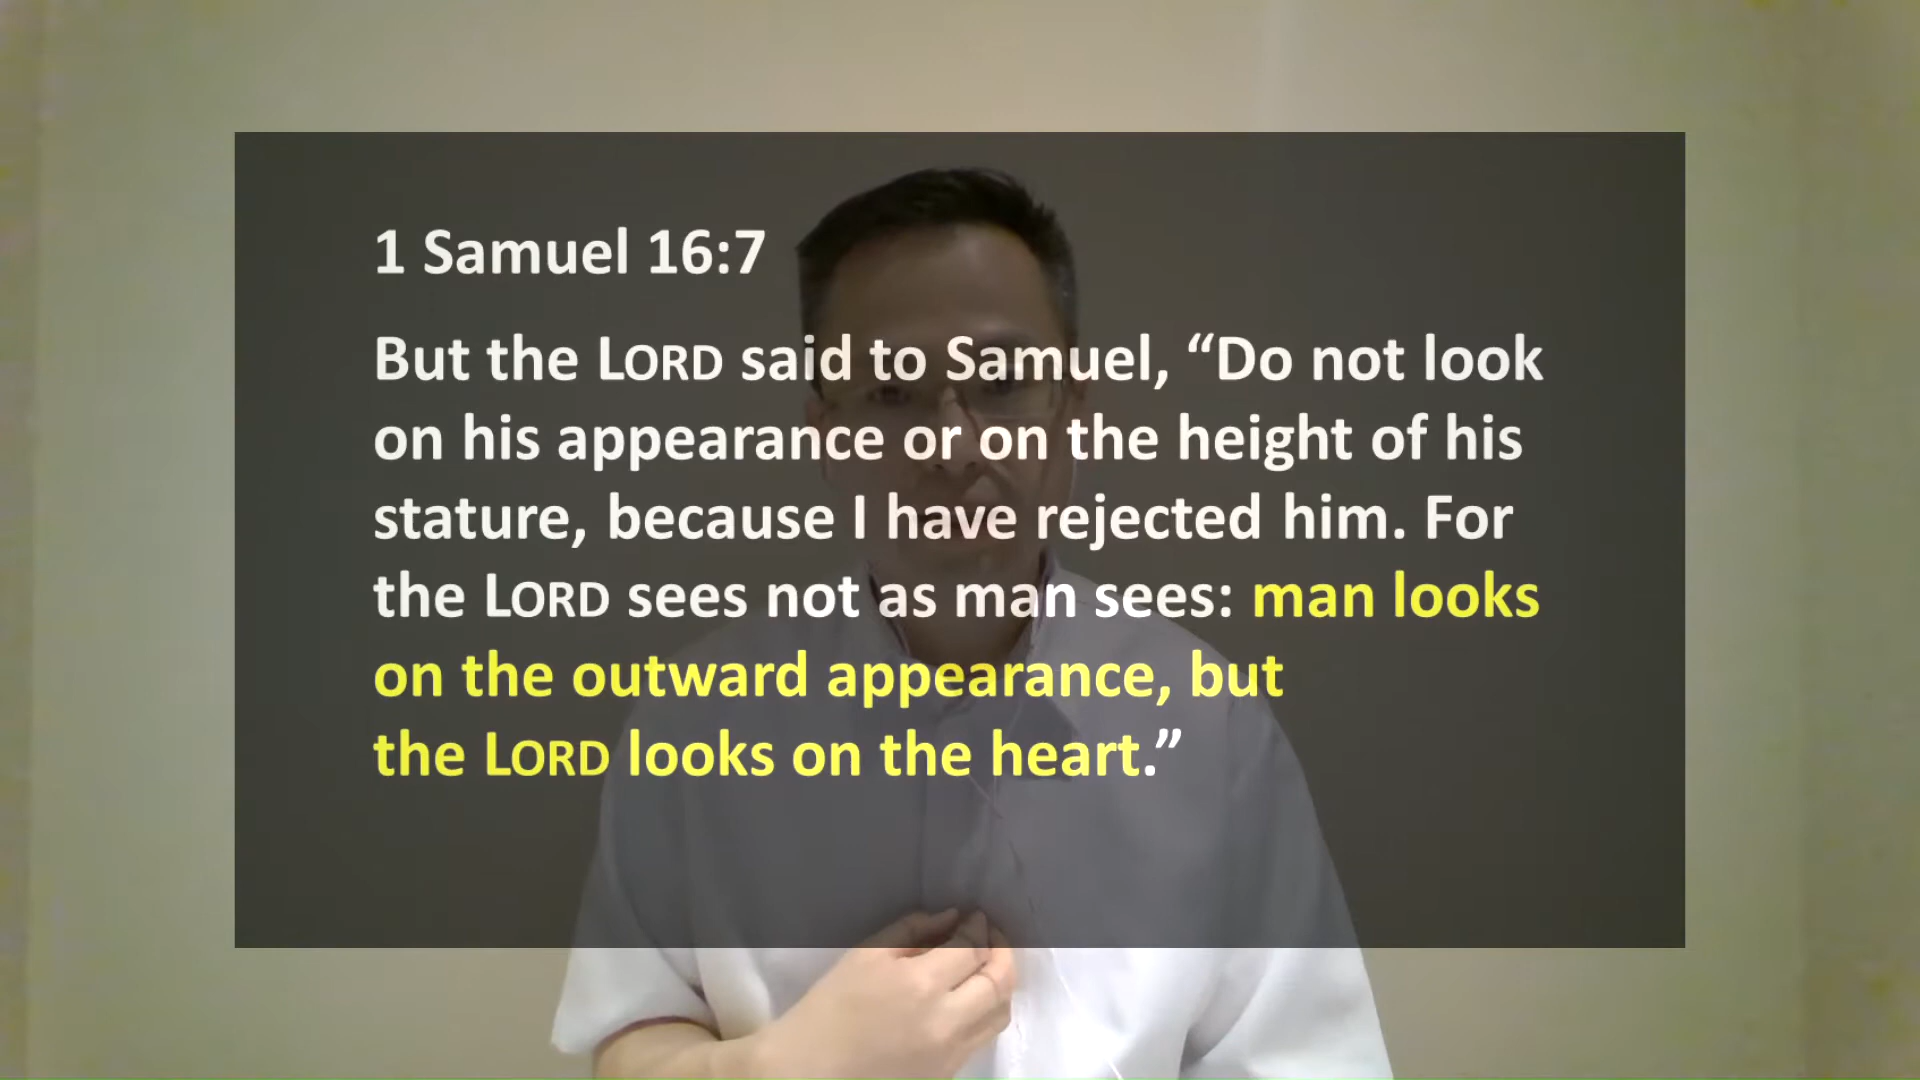 1 Samuel 16:7
But the LORD said to Samuel, “Do not look
on his appearance or on the height of his
stature, because I have rejected him. For
the LORD sees not as man sees: man looks
on the outward appearance, but
the LORD looks on the heart.”